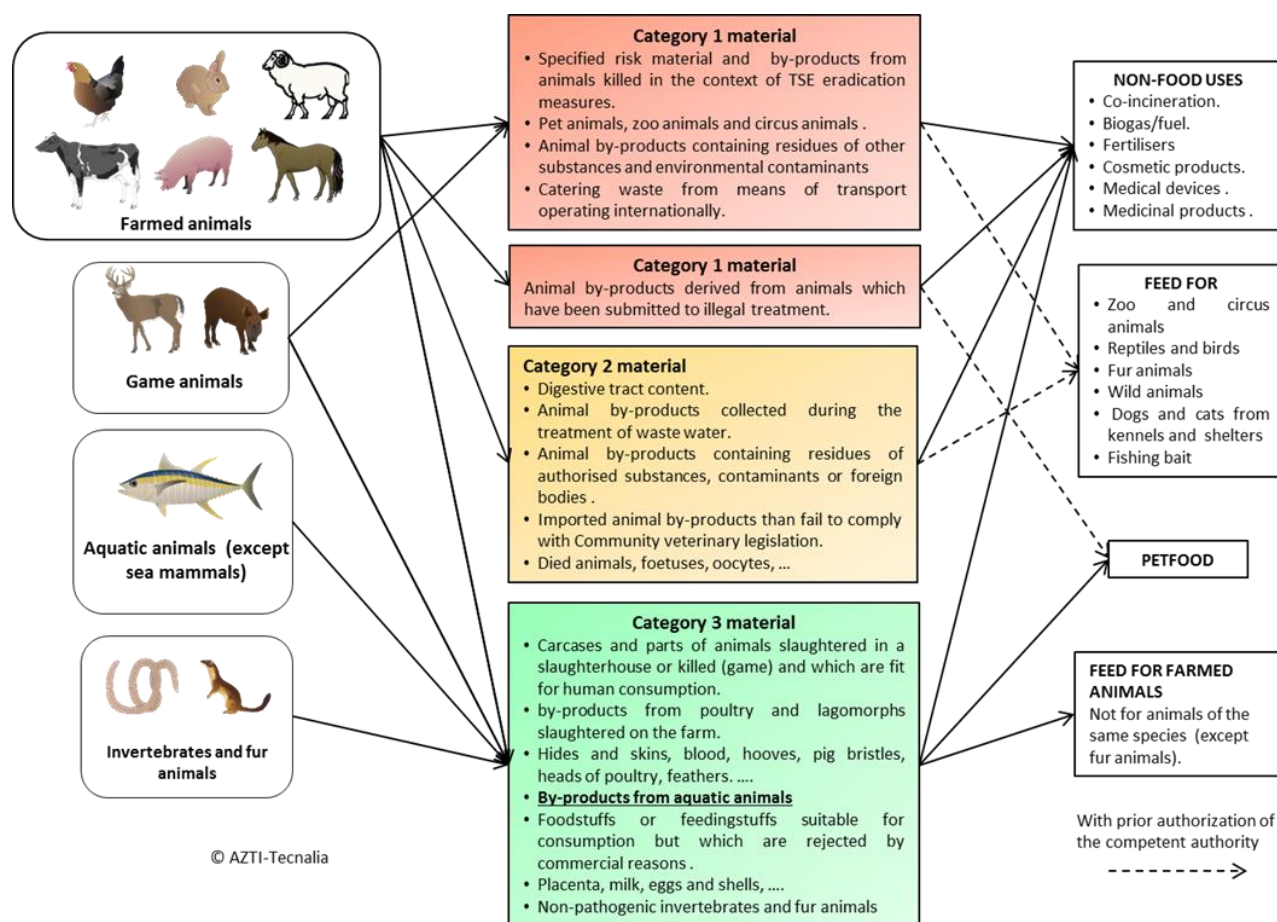 Farmed animals
Game animals
Aquatic animals (except
sea mammals)
Invertebrates and fur
animals
© AZTI-Tecnalia
Category 1 material
• Specified risk material and by-products from
animals killed in the context of TSE eradication
measures.
• Pet animals, zoo animals and circus animals .
• Animal by-products containing residues of other
substances and environmental contaminants
• Catering waste from means of transport
operating internationally.
Category 1 material
Animal by-products derived from animals which
have been submitted to illegal treatment.
Category 2 material
• Digestive tract content.
• Animal by-products collected during the
treatment of waste water.
• Animal by-products containing residues of
authorised substances, contaminants or foreign
bodies .
• Imported animal by-products than fail to comply
with Community veterinary legislation.
• Died animals, foetuses, oocytes, ...
Category 3 material
• Carcases and parts of animals slaughtered in a
slaughterhouse or killed (game) and which are fit
for human consumption.
• by-products from poultry and lagomorphs
slaughtered on the farm.
• Hides and skins, blood, hooves, pig bristles,
heads of poultry, feathers. ....
• By-products from aquatic animals
• Foodstuffs or feedingstuffs suitable for
consumption but which are rejected by
commercial reasons .
• Placenta, milk, eggs and shells, ....
• Non-pathogenic invertebrates and fur animals
NON-FOOD USES
• Co-incineration.
• Biogas/fuel.
• Fertilisers
• Cosmetic products.
• Medical devices .
• Medicinal products .
FEED FOR
• Zoo and circus
animals
• Reptiles and birds
• Fur animals
• Wild animals
• Dogs and cats from
kennels and shelters
• Fishing bait
PETFOOD
FEED FOR FARMED
ANIMALS
Not for animals of the
same species (except
fur animals).
With prior authorization of
the competent authority